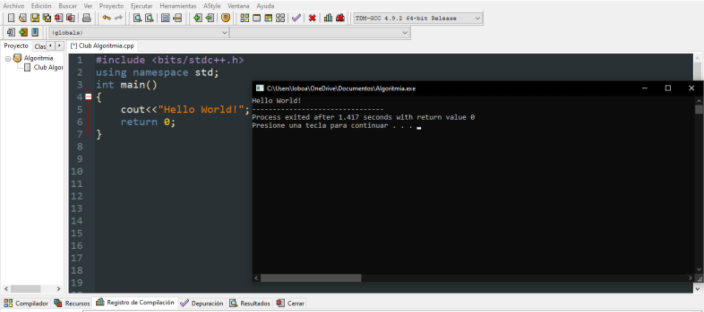 Archivo Edición Buscar Ver Proyecto Ejecutar Herramientas AStyle Ventana Ayuda
TDM-GCC 4.9.2 64-bit Release
(globals)
Proyecto Clas [*] Club Algoritmia.cpp
Algoritmia
Club Algor
1 #include <bits/stdc++.h>
2 using namespace std;
3 int main()
4 {
5 cout<<"Hello World!";
6 return 0;
7 }
8
9
10
11
12
13
14
15
16
17
18
19
C:\Users\loboa\OneDrive\Documentos\Algoritmia.exe
Hello World!
--------------------------------
Process exited after 1.417 seconds with return value 0
Presione una tecla para continuar . . .
Compilador Recursos Registro de Compilación Depuración Resultados Cerrar